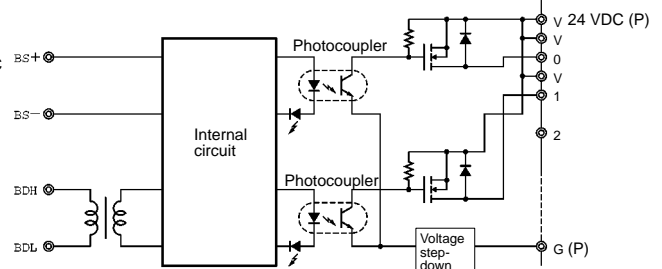 V 24 VDC (P)
V
Photocoupler
BS+
0
V
1
BS−
Internal
circuit
2
Photocoupler
BDH
Voltage
step-
down
BDL
G (P)